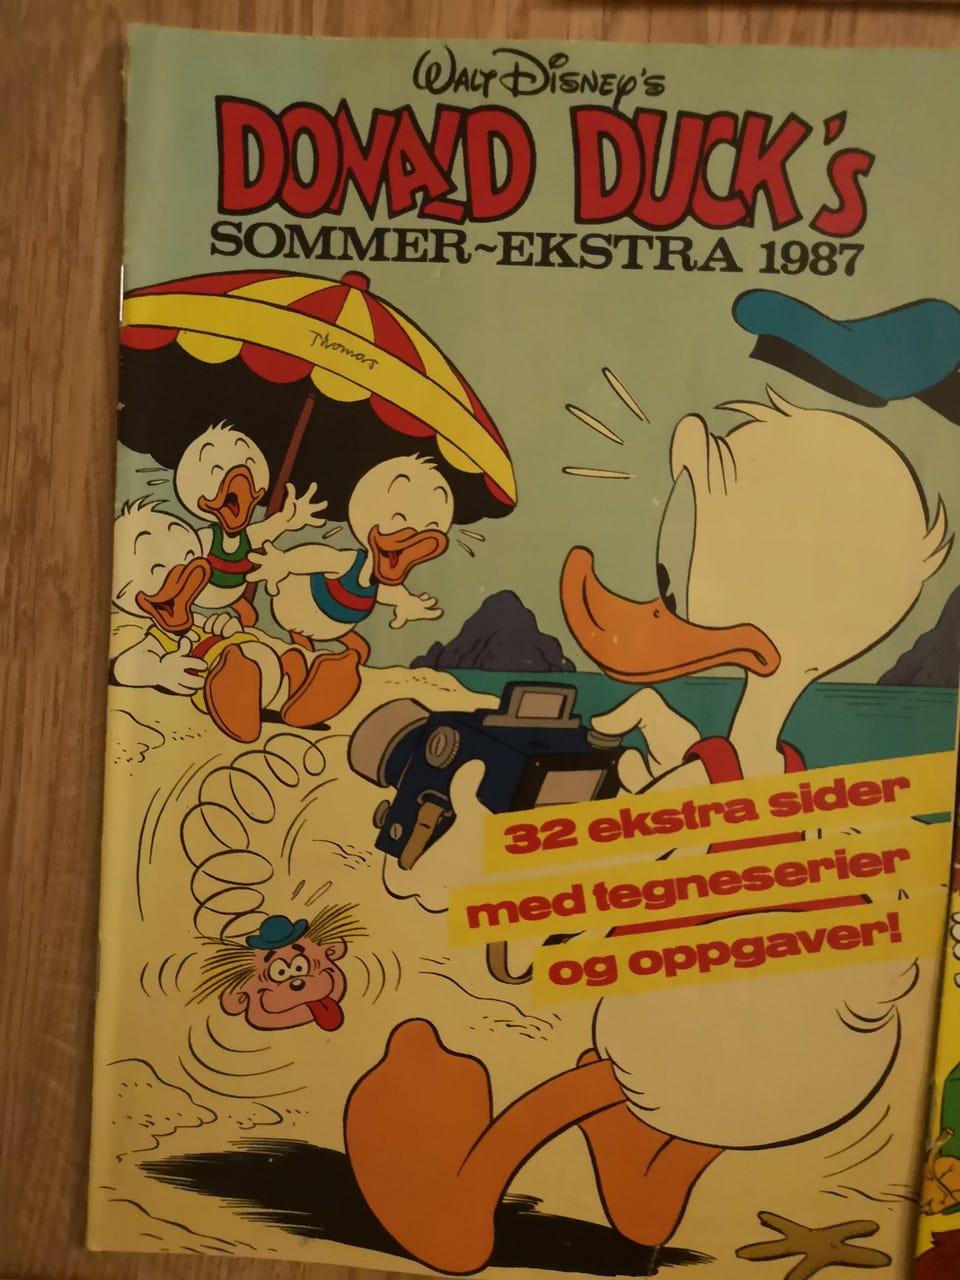 Walt Disney's
DONALD DUCK's
SOMMER~EKSTRA 1987
Thomas
32 ekstra sider
med tegneserier
og oppgaver!